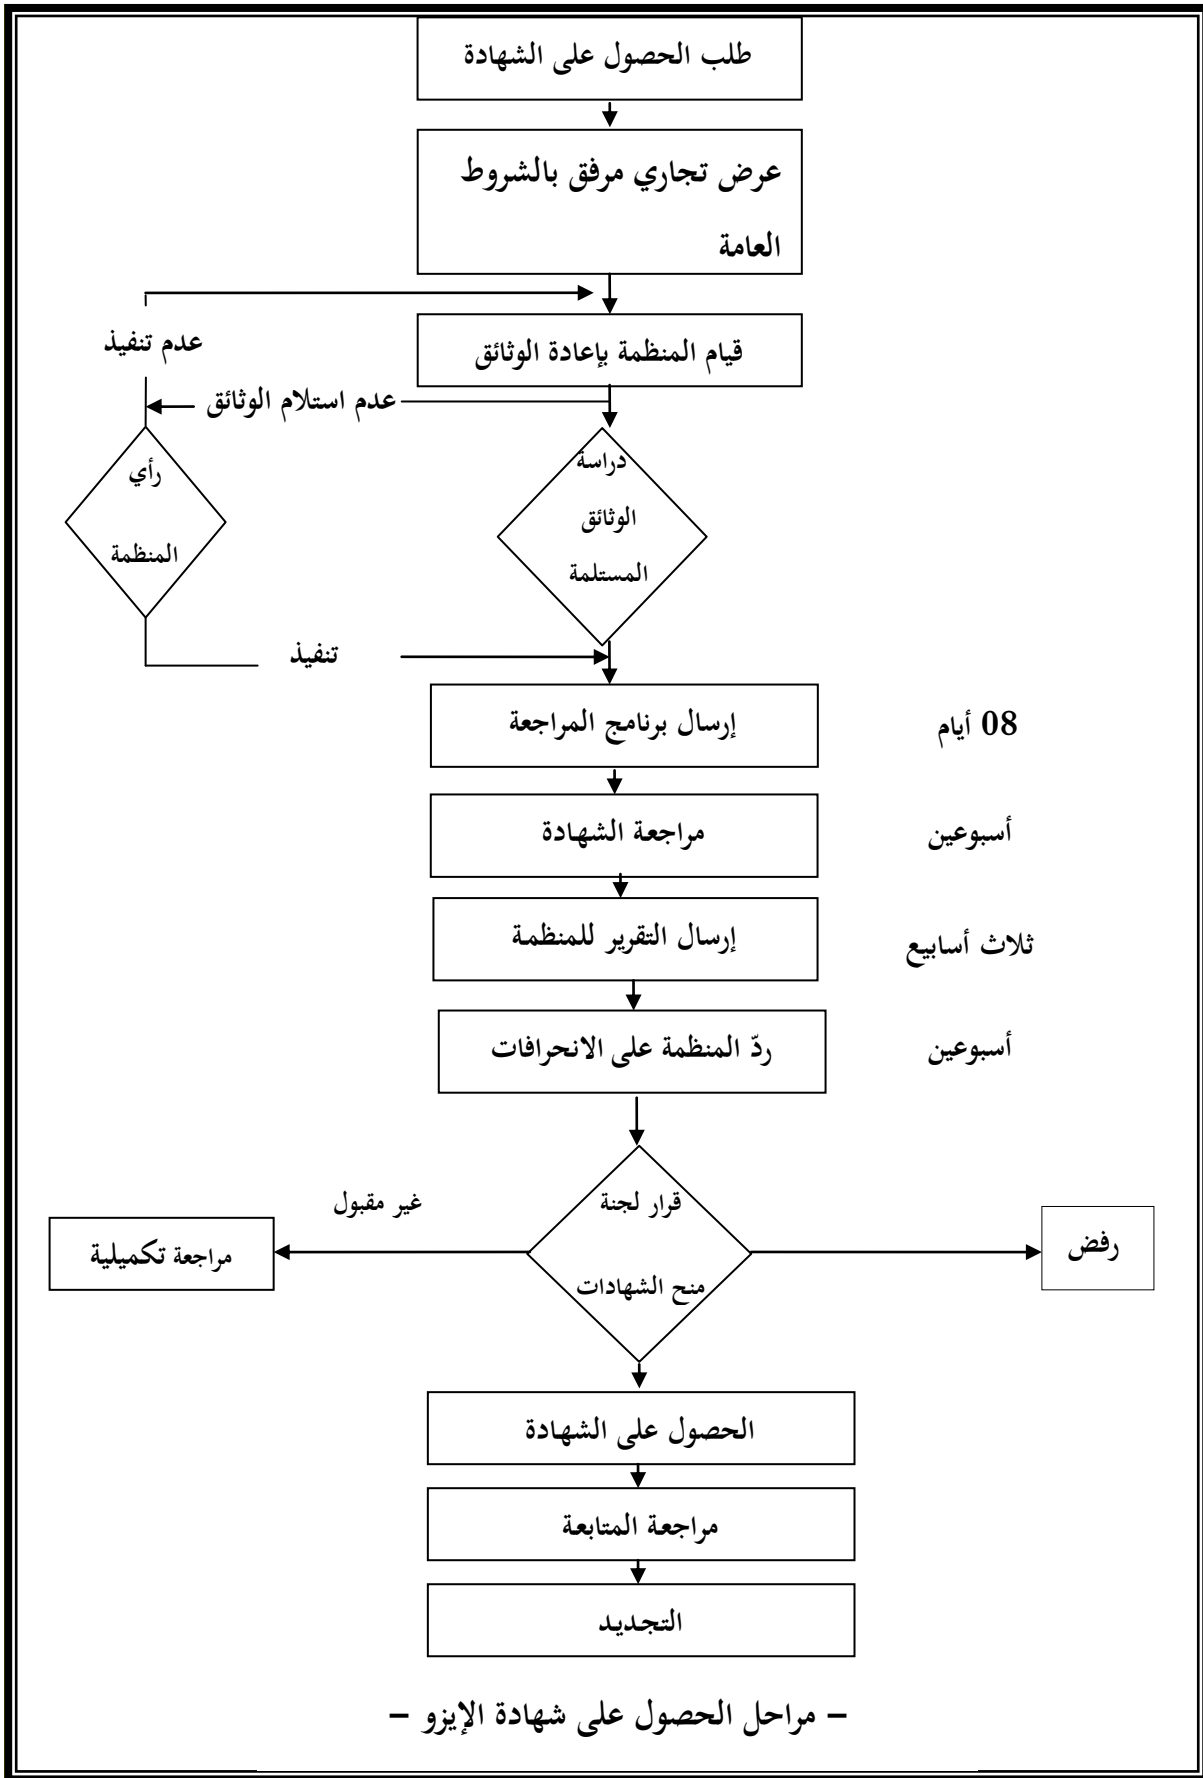 طلب الحصول على الشهادة
عرض تجاري مرفق بالشروط
العامة
قيام المنظمة بإعادة الوثائق
عدم تنفيذ
عدم استلام الوثائق
رأي
المنظمة
دراسة
الوثائق
المستلمة
تنفيذ
إرسال برنامج المراجعة
08 أيام
مراجعة الشهادة
أسبوعين
إرسال التقرير للمنظمة
ثلاث أسابيع
ردّ المنظمة على الانحرافات
أسبوعين
قرار لجنة
منح الشهادات
رفض
غير مقبول
مراجعة تكميلية
الحصول على الشهادة
مراجعة المتابعة
التجديد
– مراحل الحصول على شهادة الإيزو –